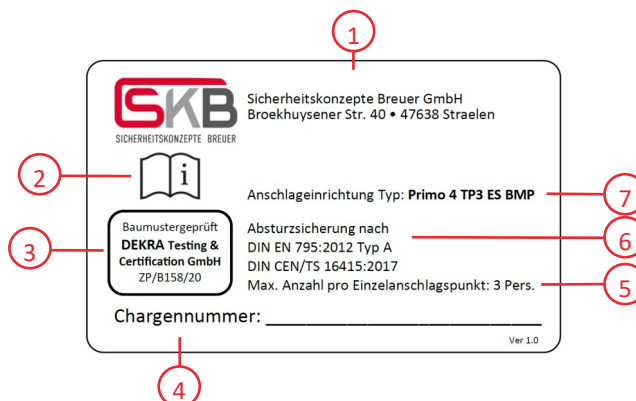 1
SKB
SICHERHEITSKONZEPTE BREUER
Sicherheitskonzepte Breuer GmbH
Broekhuysener Str. 40 • 47638 Straelen
2
i
Anschlageinrichtung Typ: Primo 4 TP3 ES BMP
7
3
Baumustergeprüft
DEKRA Testing &
Certification GmbH
ZP/B158/20
Absturzsicherung nach
DIN EN 795:2012 Typ A
DIN CEN/TS 16415:2017
Max. Anzahl pro Einzelanschlagspunkt: 3 Pers.
6
5
Chargennummer: ____________________
Ver 1.0
4